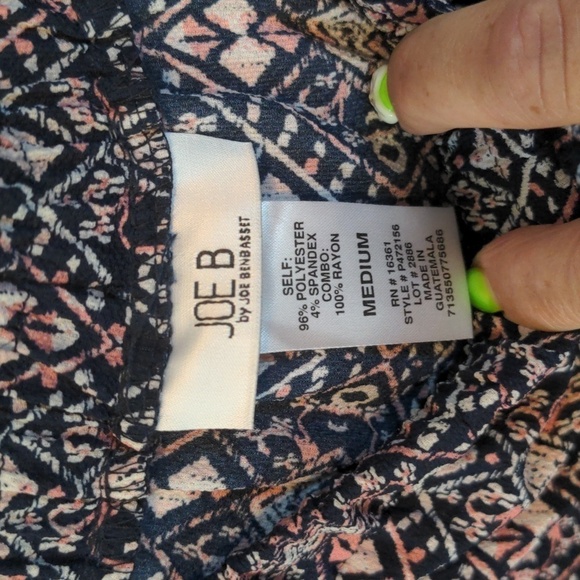 JOE B
by JOE BENBASSET
SELF:
96% POLYESTER
4% SPANDEX
COMBO:
100% RAYON
MEDIUM
RN # 16361
STYLE # P472156
LOT # 2886
MADE IN
GUATEMALA
713550775686